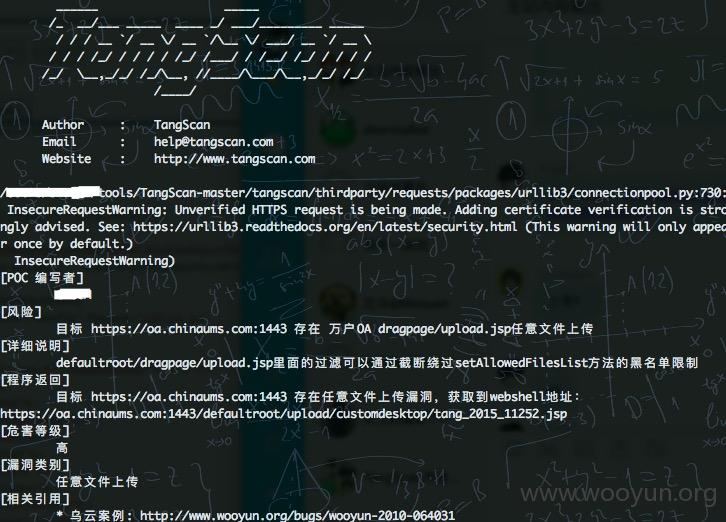 Author : TangScan
Email : help@tangscan.com
Website : http://www.tangscan.com
tools/TangScan-master/tangscan/thirdparty/requests/packages/urllib3/connectionpool.py:730:
InsecureRequestWarning: Unverified HTTPS request is being made. Adding certificate verification is stro
ngly advised. See: https://urllib3.readthedocs.org/en/latest/security.html (This warning will only appea
r once by default.)
InsecureRequestWarning)
[POC 编写者]
[风险]
目标 https://oa.chinaums.com:1443 存在 万户OA dragpage/upload.jsp任意文件上传
[详细说明]
defaultroot/dragpage/upload.jsp里面的过滤可以通过截断绕过setAllowedFilesList方法的黑名单限制
[程序返回]
目标 https://oa.chinaums.com:1443 存在任意文件上传漏洞，获取到webshell地址：
https://oa.chinaums.com:1443/defaultroot/upload/customdesktop/tang_2015_11252.jsp
[危害等级]
高
[漏洞类别]
任意文件上传
[相关引用]
* 乌云案例: http://www.wooyun.org/bugs/wooyun-2010-064031
www.wooyun.org